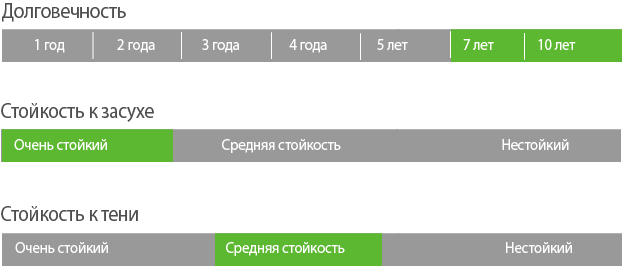 Долговечность
1 год 2 года 3 года 4 года 5 лет 7 лет 10 лет
Стойкость к засухе
Очень стойкий Средняя стойкость Нестойкий
Стойкость к тени
Очень стойкий Средняя стойкость Нестойкий